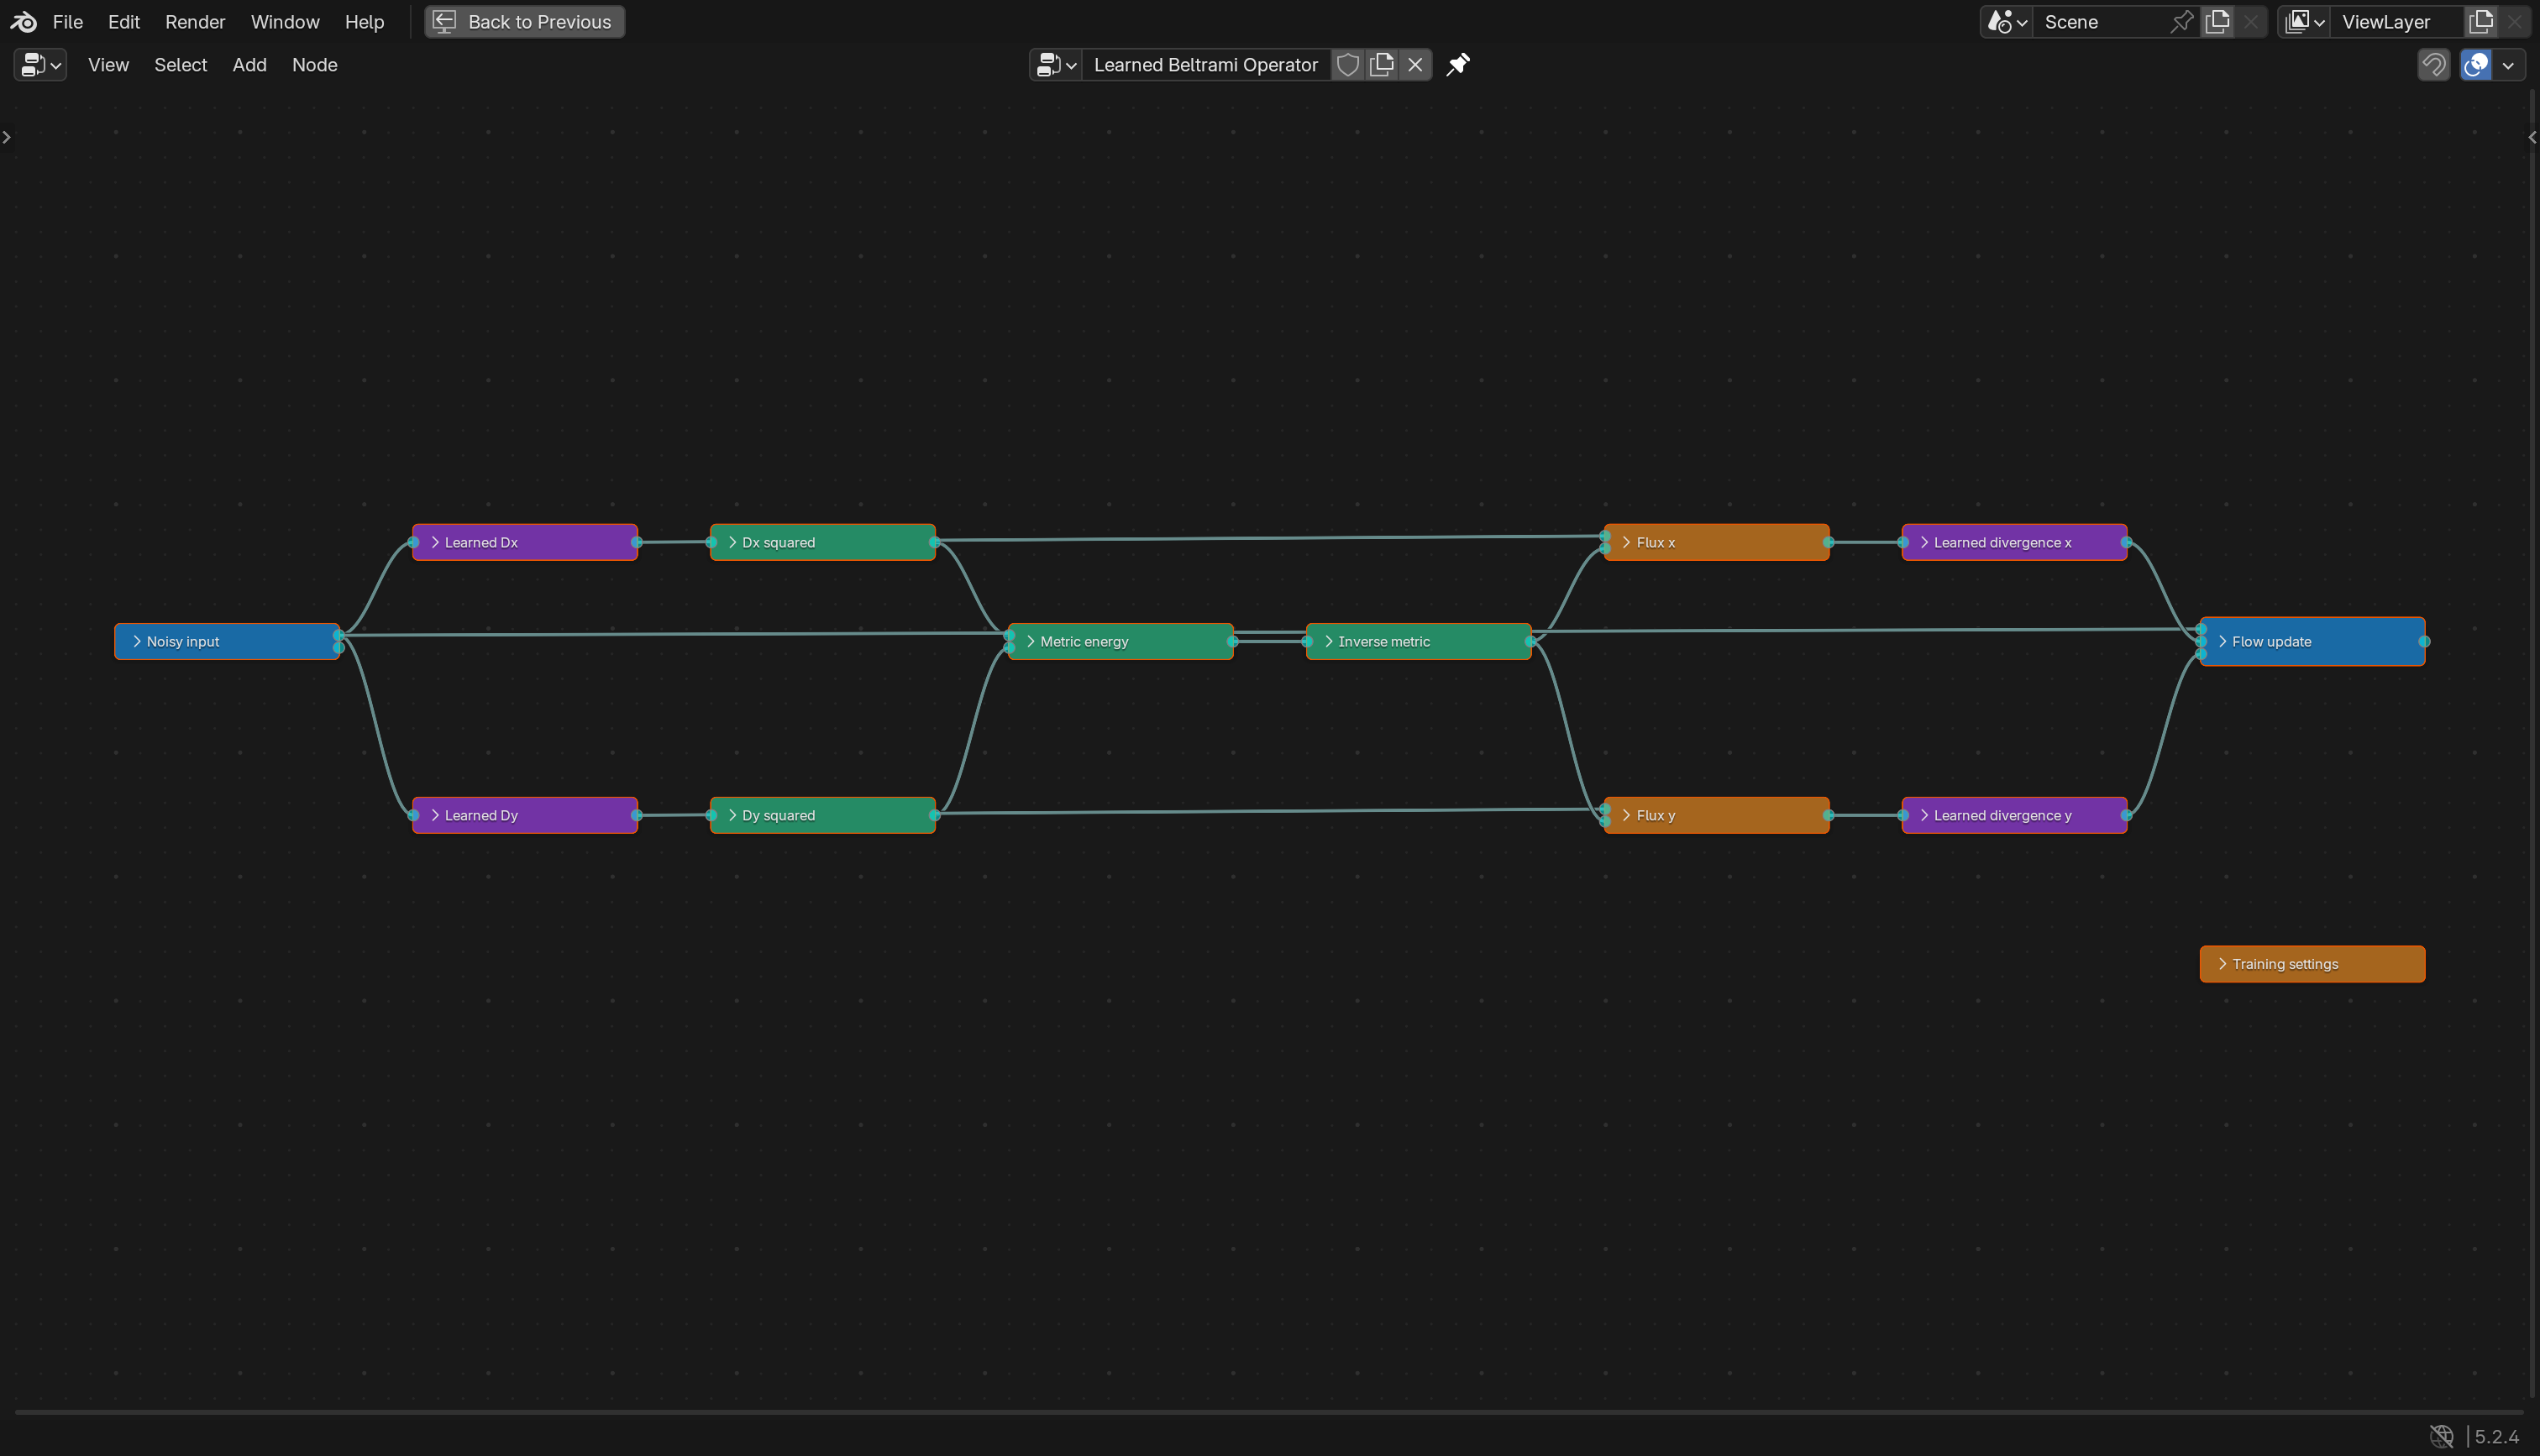 File Edit Render Window Help Back to Previous Scene ViewLayer
View Select Add Node Learned Beltrami Operator
Learned Dx Dx squared Flux x Learned divergence x
Noisy input Metric energy Inverse metric Flow update
Learned Dy Dy squared Flux y Learned divergence y
Training settings
5.2.4